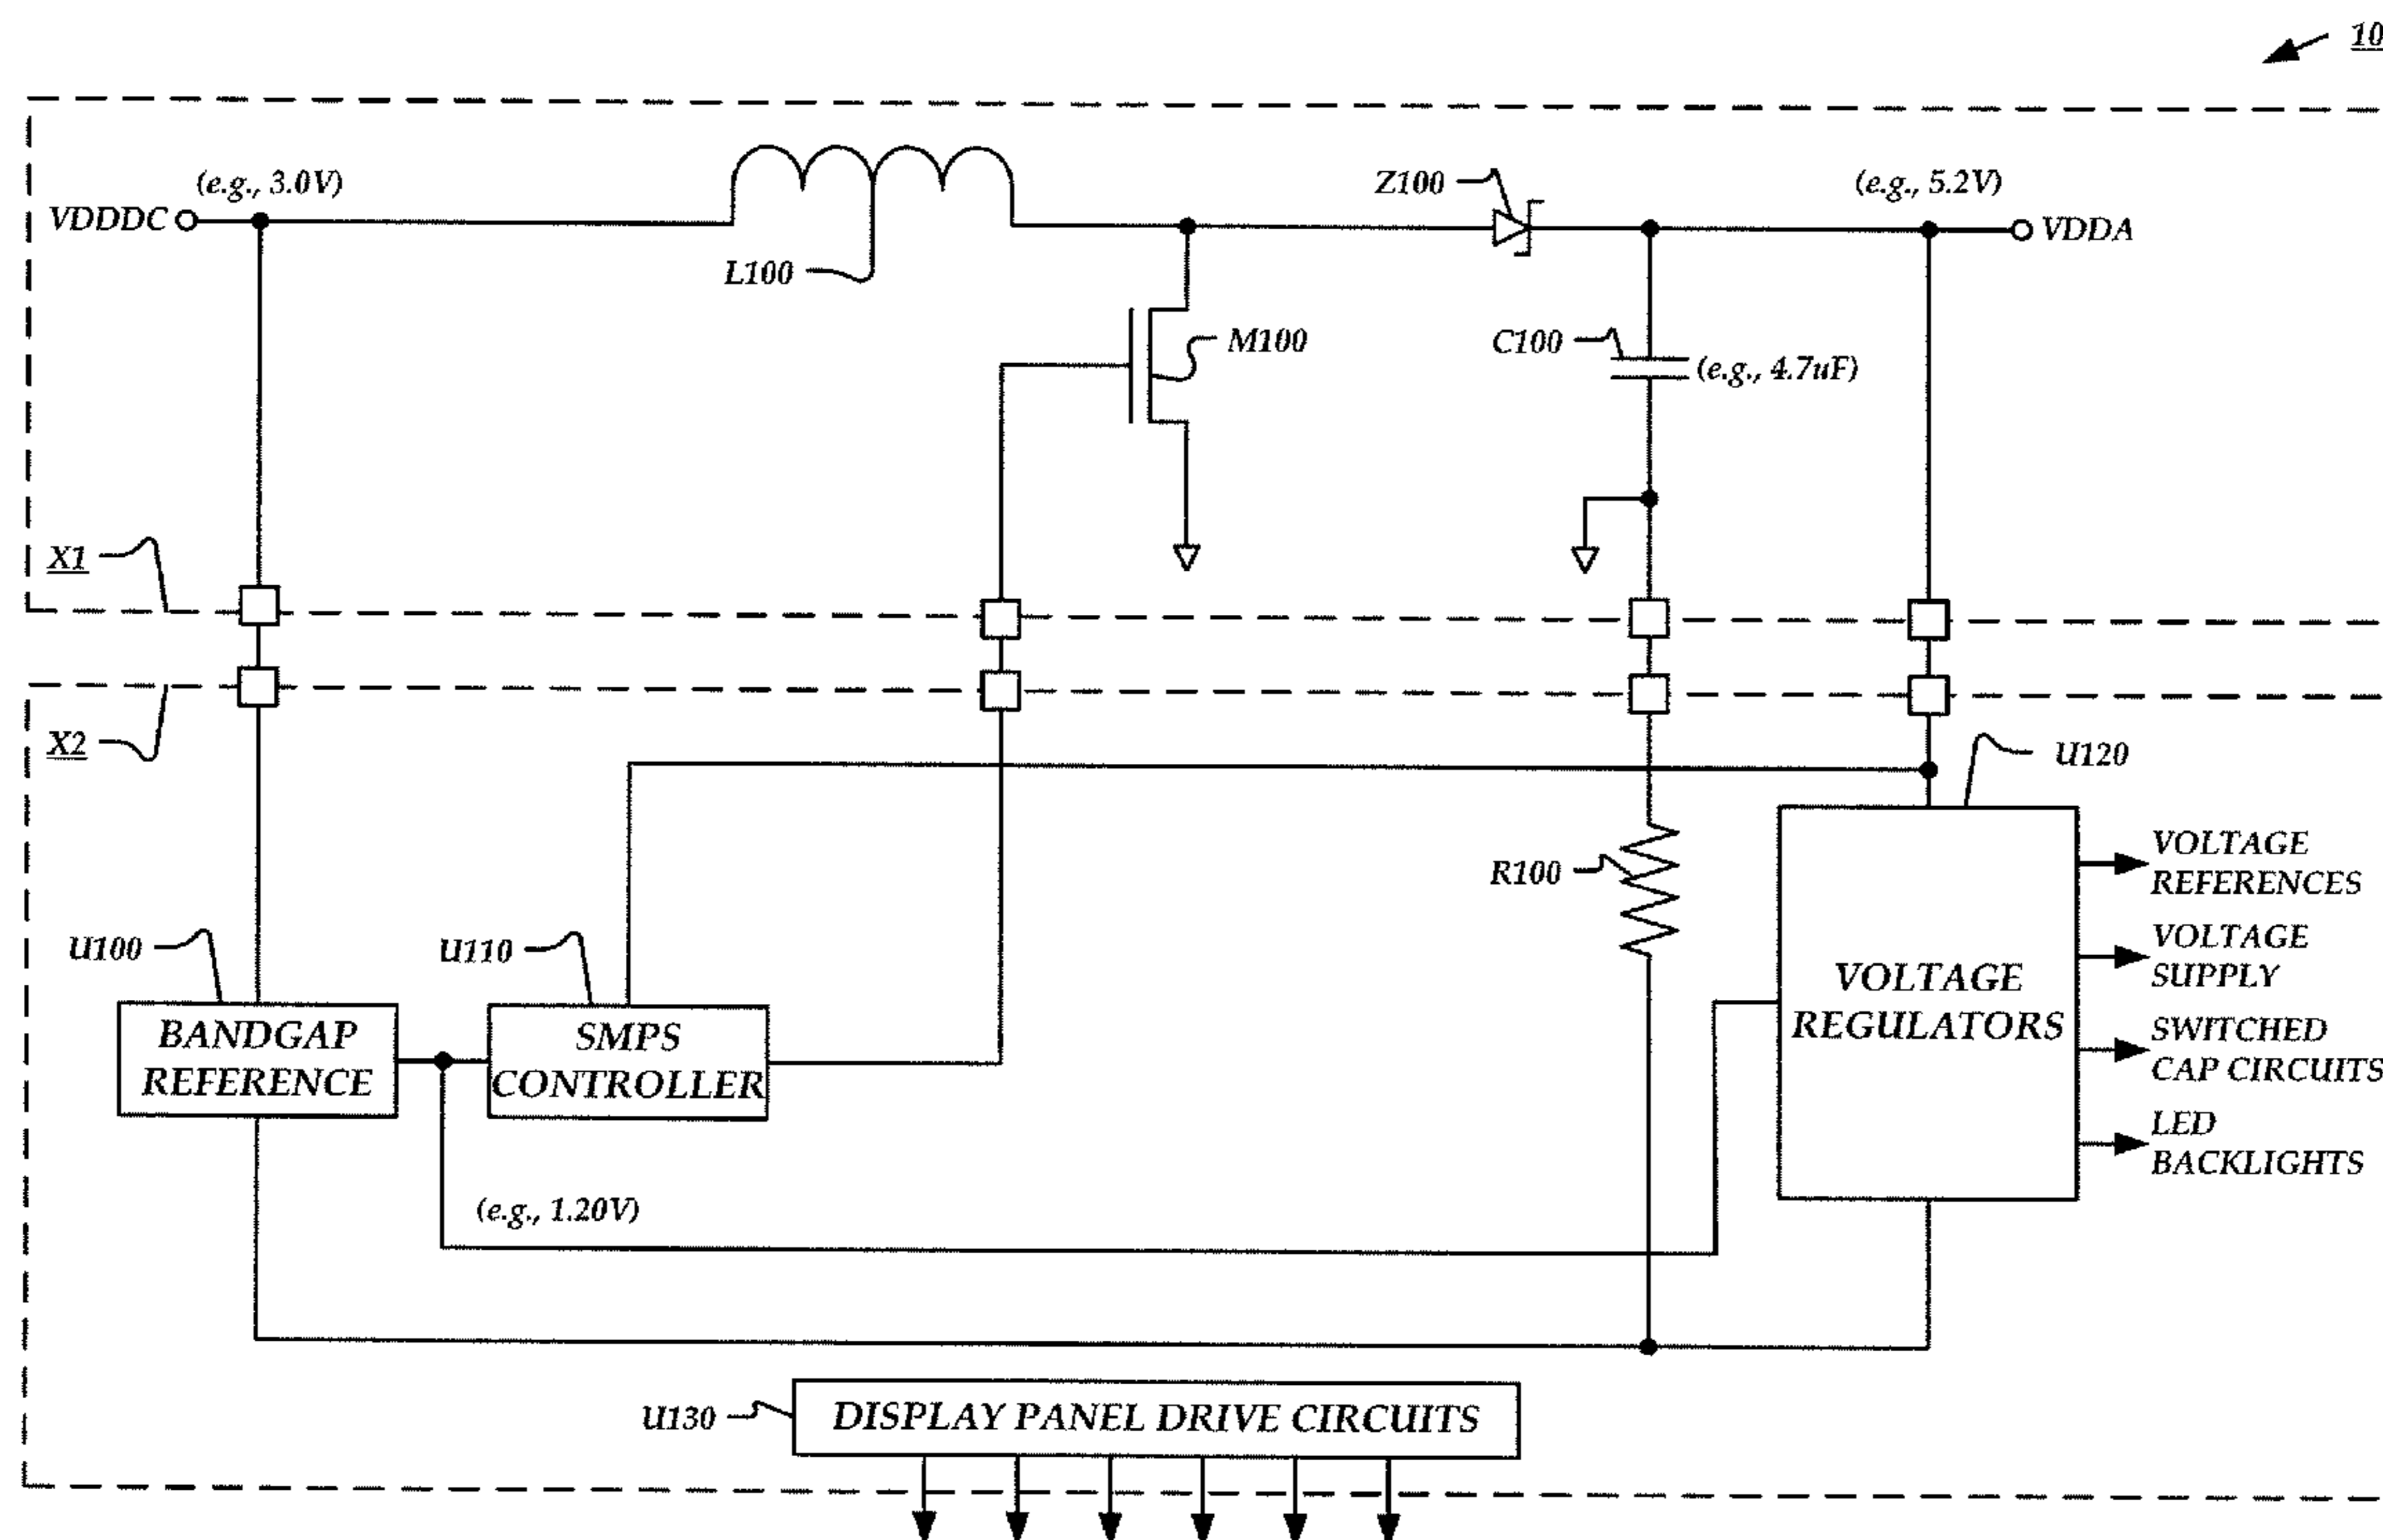 10
(e.g., 3.0V)
Z100
(e.g., 5.2V)
VDDDC
VDDA
L100
M100
C100
(e.g., 4.7uF)
X1
X2
U120
R100
VOLTAGE
REFERENCES
U100
U110
VOLTAGE
SUPPLY
VOLTAGE
REGULATORS
BANDGAP
REFERENCE
SMPS
CONTROLLER
SWITCHED
CAP CIRCUITS
LED
BACKLIGHTS
(e.g., 1.20V)
U130
DISPLAY PANEL DRIVE CIRCUITS